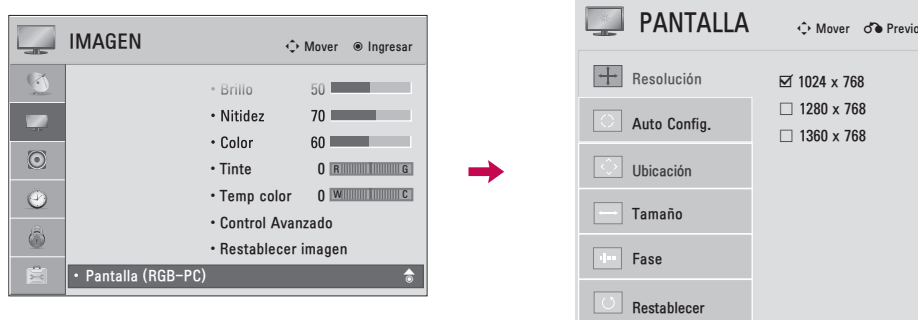 IMAGEN
Mover Ingresar
• Brillo 50
• Nitidez 70
• Color 60
• Tinte 0 R G
• Temp color 0 W C
• Control Avanzado
• Restablecer imagen
• Pantalla (RGB-PC)
PANTALLA
Mover Previo
Resolución
Auto Config.
Ubicación
Tamaño
Fase
Restablecer
1024 x 768
1280 x 768
1360 x 768